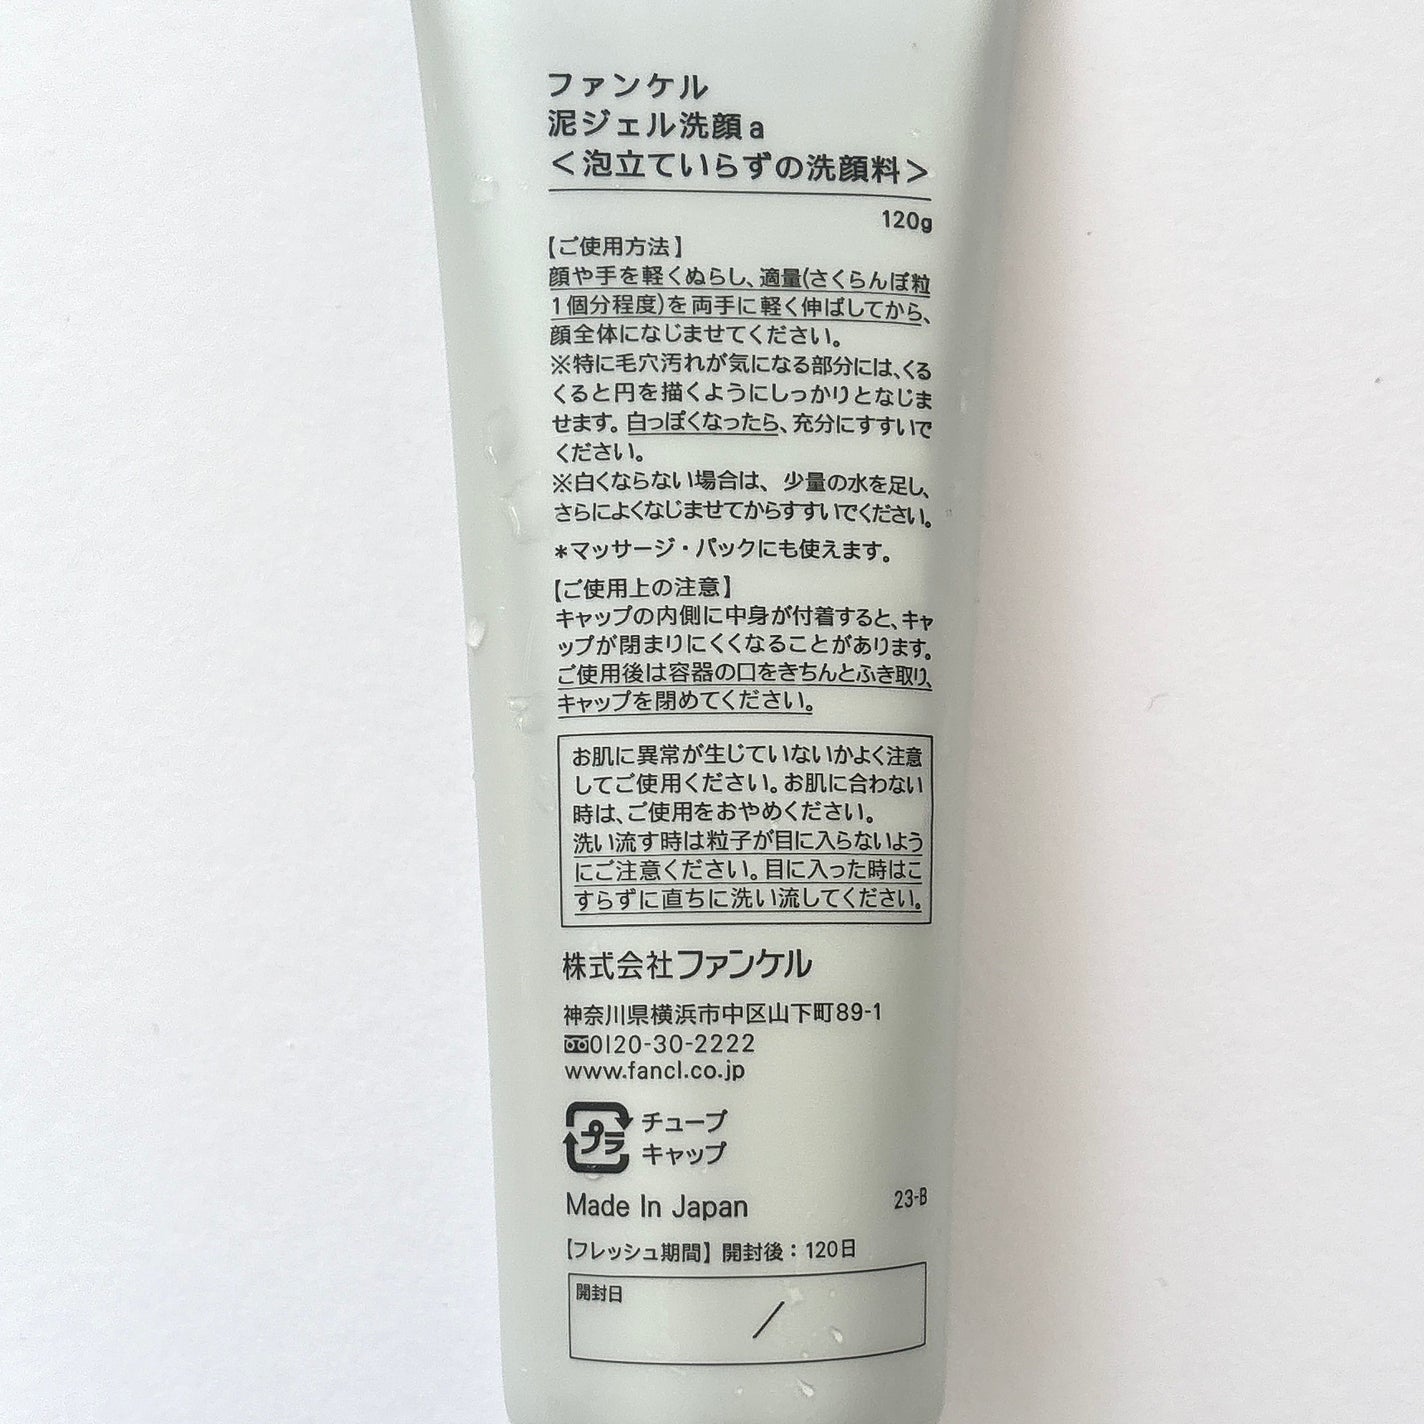 ファンケル
泥ジェル洗顔a
＜泡立ていらずの洗顔料＞
120g
【ご使用方法】
顔や手を軽くぬらし、適量(さくらんぼ粒
1個分程度)を両手に軽く伸ばしてから、
顔全体になじませてください。
※特に毛穴汚れが気になる部分には、くる
くると円を描くようにしっかりとなじま
せます。白っぽくなったら、充分にすすいで
ください。
※白くならない場合は、少量の水を足し、
さらによくなじませてからすすいでください。
*マッサージ・パックにも使えます。
【ご使用上の注意】
キャップの内側に中身が付着すると、キャ
ップが閉まりにくくなることがあります。
ご使用後は容器の口をきちんとふき取り、
キャップを閉めてください。
お肌に異常が生じていないかよく注意
してご使用ください。お肌に合わない
時は、ご使用をおやめください。
洗い流す時は粒子が目に入らないよう
にご注意ください。目に入った時はこ
すらずに直ちに洗い流してください。
株式会社ファンケル
神奈川県横浜市中区山下町89-1
0120-30-2222
www.fancl.co.jp
プラ チューブ
キャップ
Made In Japan 23-B
【フレッシュ期間】開封後：120日
開封日
／